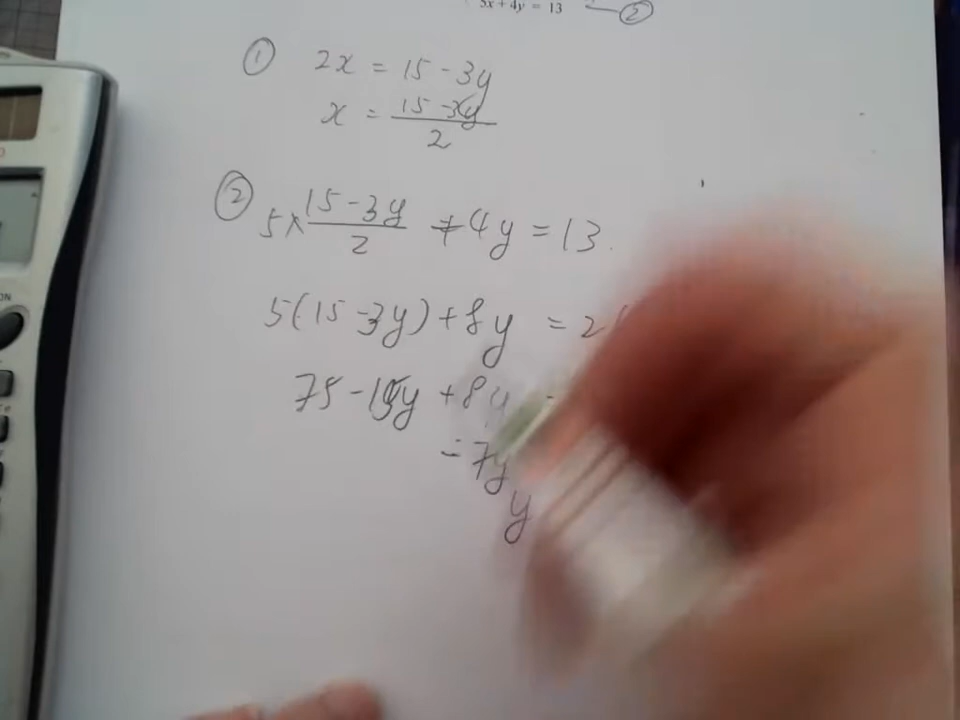 5x + 4y = 13 ②
① 2x = 15 - 3y
x = (15 - 3y)/2
② 5 × (15 - 3y)/2 + 4y = 13
5(15 - 3y) + 8y = 2
75 - 15y + 8y
-7y
y
ON